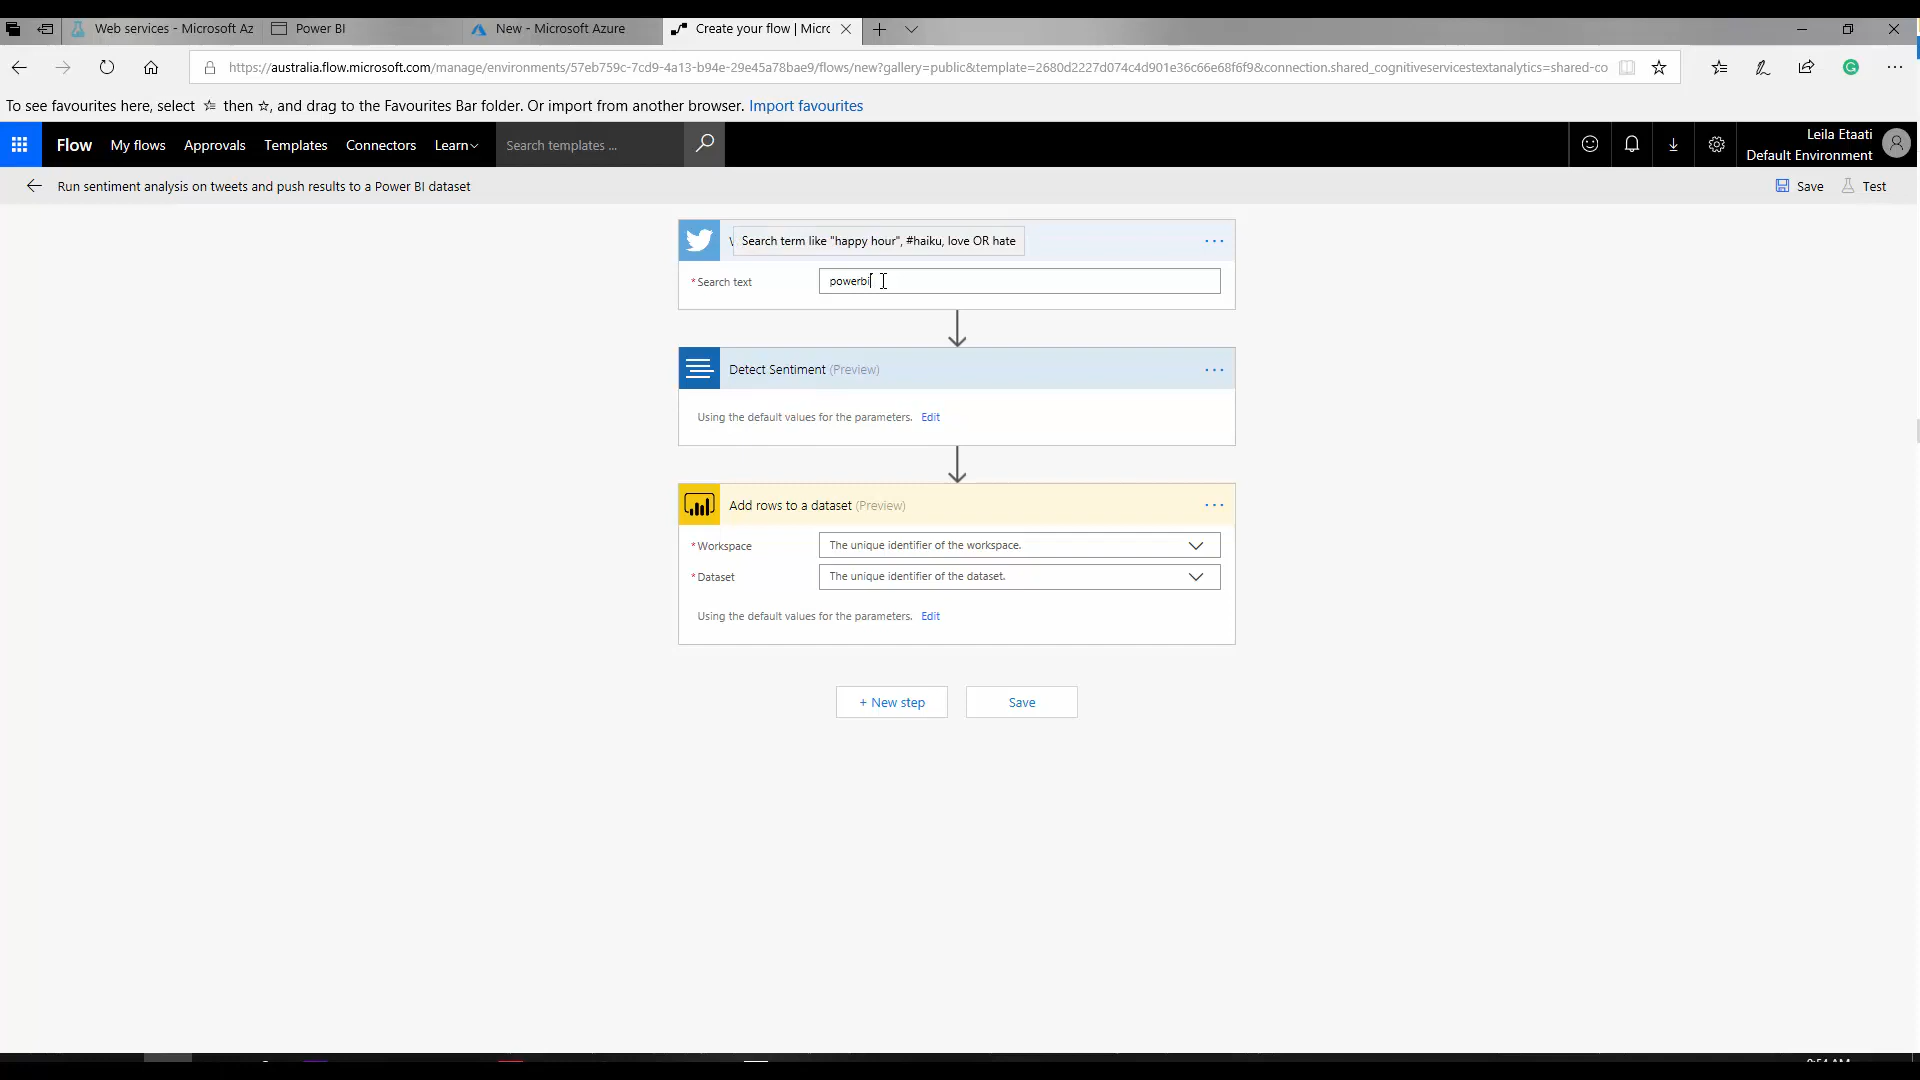 Web services - Microsoft Az
Power BI
New - Microsoft Azure
Create your flow | Micro
https://australia.flow.microsoft.com/manage/environments/57eb759c-7cd9-4a13-b94e-29e45a78bae9/flows/new?gallery=public&template=2680d2227d074c4d901e36c66e68f6f9&connection.shared_cognitiveservicestextanalytics=shared-co
To see favourites here, select then ☆, and drag to the Favourites Bar folder. Or import from another browser. Import favourites
Flow My flows Approvals Templates Connectors Learn Search templates ...
Leila Etaati
Default Environment
Run sentiment analysis on tweets and push results to a Power BI dataset
Save Test
Search term like "happy hour", #haiku, love OR hate
*Search text powerbi
Detect Sentiment (Preview)
Using the default values for the parameters. Edit
Add rows to a dataset (Preview)
*Workspace The unique identifier of the workspace.
*Dataset The unique identifier of the dataset.
Using the default values for the parameters. Edit
+ New step Save